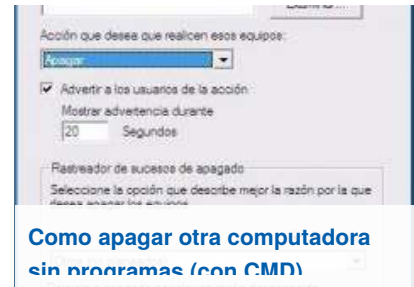 Acción que desea que realicen esos equipos:
Apagar
Advertir a los usuarios de la acción
Mostrar advertencia durante
20 Segundos
Rastreador de sucesos de apagado
Seleccione la opción que describe mejor la razón por la que
desea apagar los equipos
Como apagar otra computadora
sin programas (con CMD)